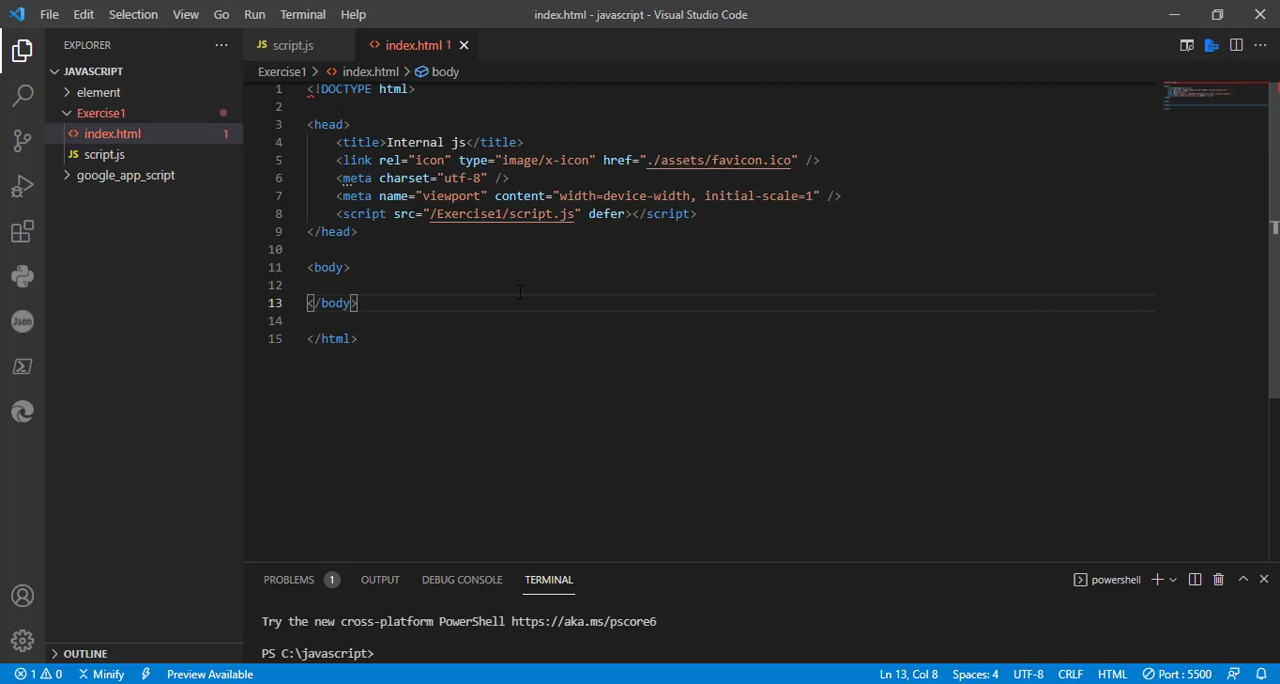 File Edit Selection View Go Run Terminal Help index.html - javascript - Visual Studio Code
EXPLORER
JAVASCRIPT
element
Exercise1
index.html 1
JS script.js
google_app_script
OUTLINE
Json
JS script.js
index.html 1
Exercise1 > index.html > body
1 <!DOCTYPE html>
2
3 <head>
4 <title>Internal js</title>
5 <link rel="icon" type="image/x-icon" href="./assets/favicon.ico" />
6 <meta charset="utf-8" />
7 <meta name="viewport" content="width=device-width, initial-scale=1" />
8 <script src="/Exercise1/script.js" defer></script>
9 </head>
10
11 <body>
12
13 </body>
14
15 </html>
PROBLEMS 1 OUTPUT DEBUG CONSOLE TERMINAL powershell
Try the new cross-platform PowerShell https://aka.ms/pscore6
PS C:\javascript>
1 0 Minify Preview Available Ln 13, Col 8 Spaces: 4 UTF-8 CRLF HTML Port : 5500